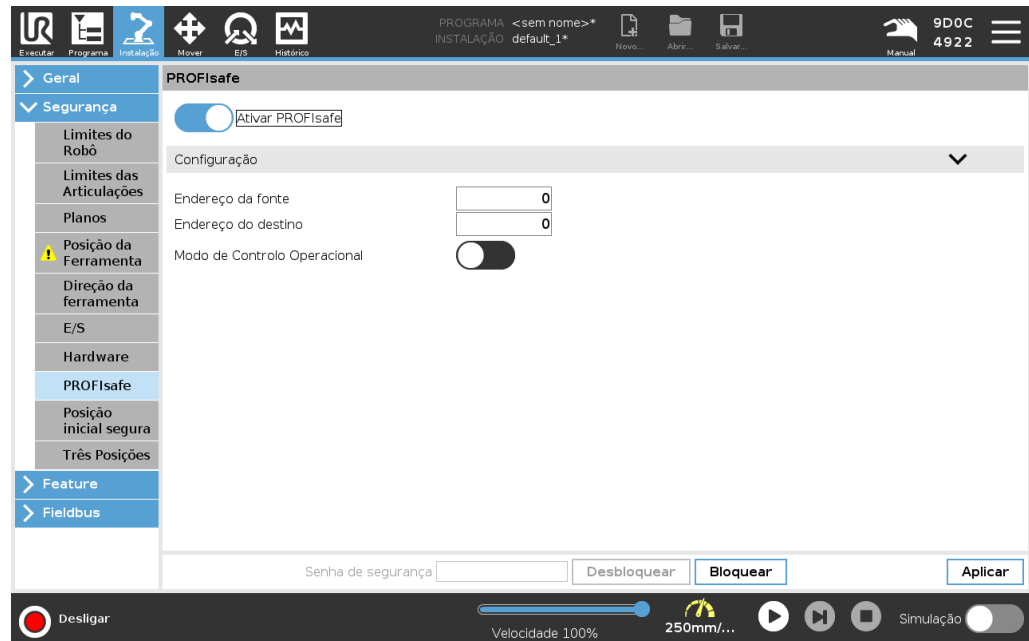 UR
Executar
Programa
Instalação
Mover
E/S
Histórico
PROGRAMA <sem nome>*
INSTALAÇÃO default_1*
Novo...
Abrir...
Salvar...
Manual
9D0C
4922
Geral
Segurança
Limites do
Robô
Limites das
Articulações
Planos
Posição da
Ferramenta
Direção da
ferramenta
E/S
Hardware
PROFIsafe
Posição
inicial segura
Três Posições
Feature
Fieldbus
PROFIsafe
Ativar PROFIsafe
Configuração
Endereço da fonte 0
Endereço do destino 0
Modo de Controlo Operacional
Senha de segurança Desbloquear Bloquear Aplicar
Desligar
Velocidade 100%
250mm/...
Simulação